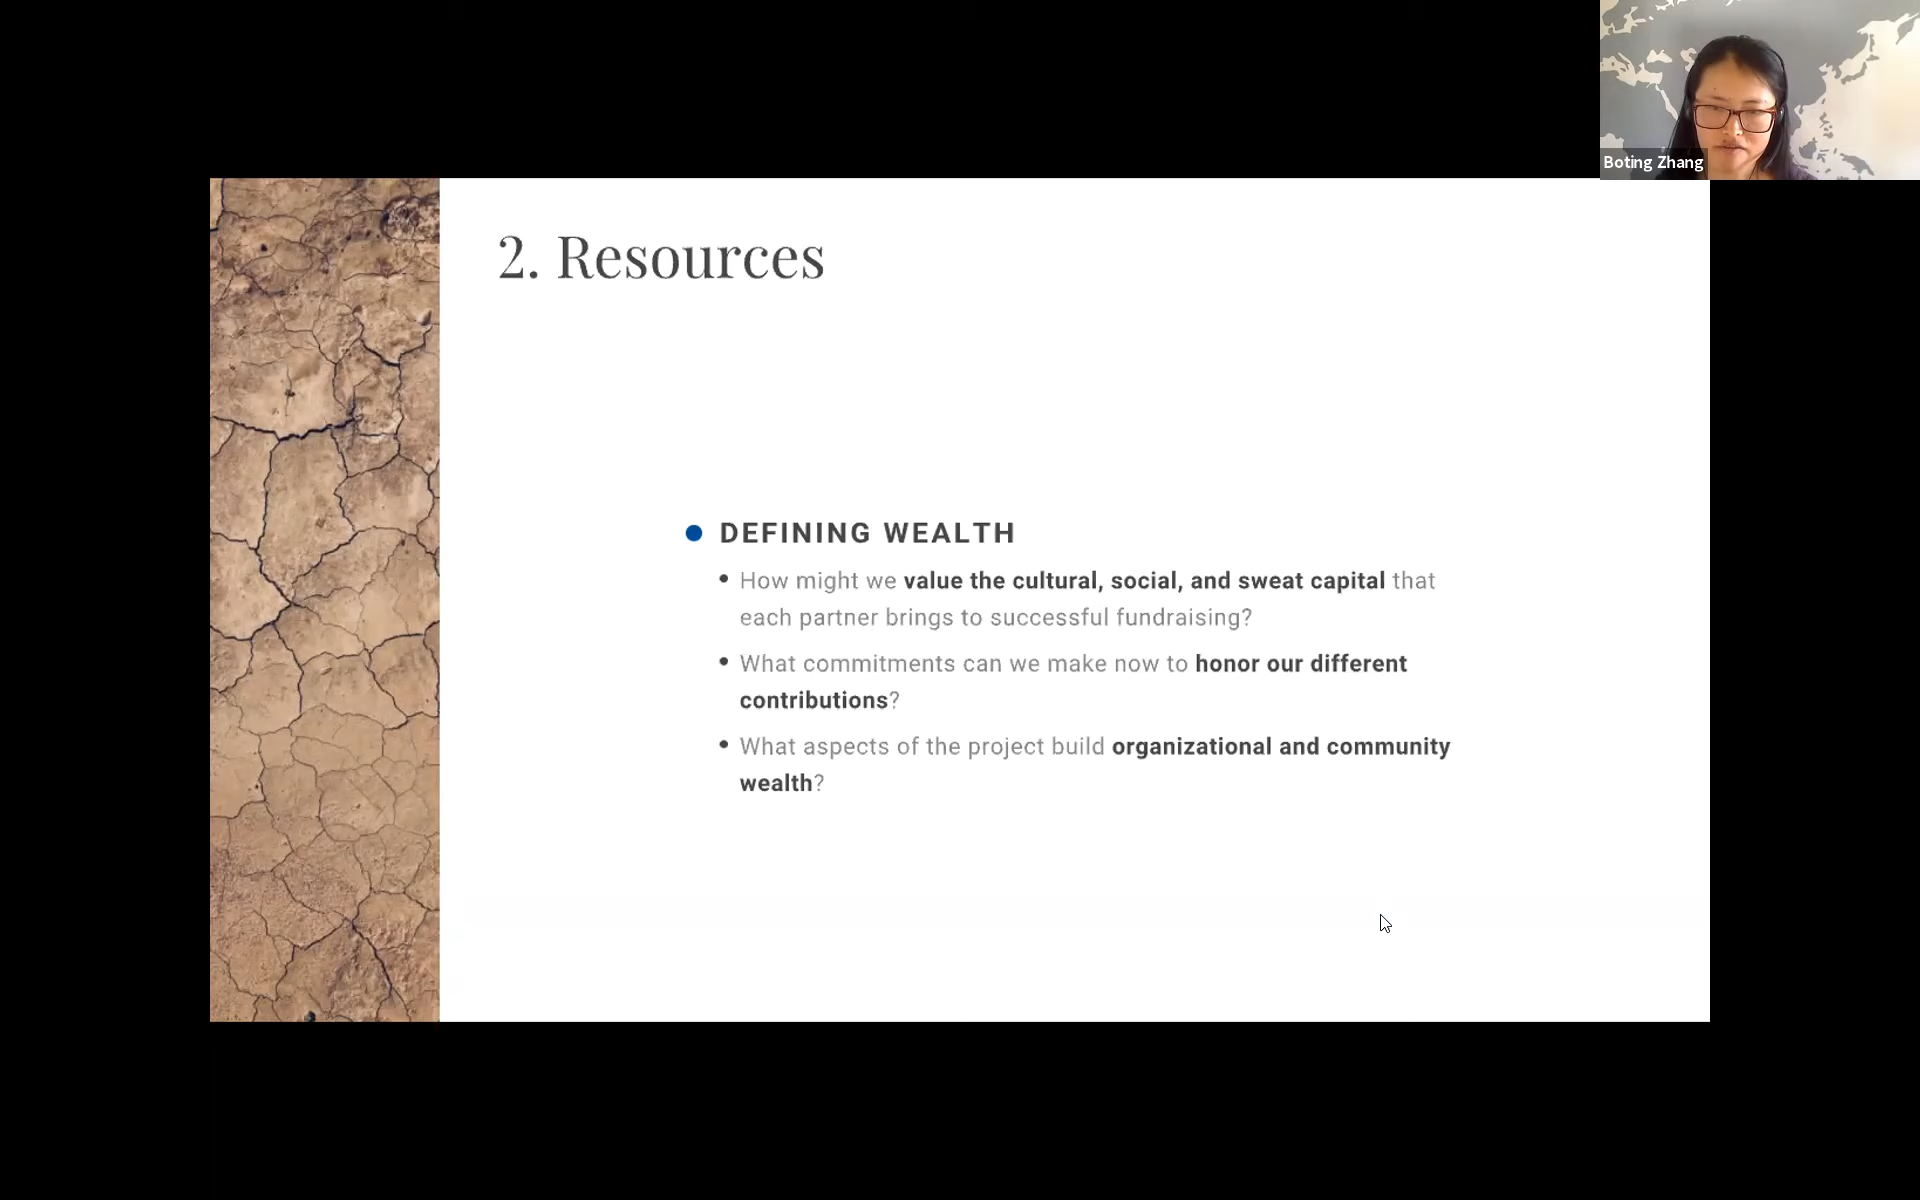 Boting Zhang
2. Resources
DEFINING WEALTH
• How might we value the cultural, social, and sweat capital that
each partner brings to successful fundraising?
• What commitments can we make now to honor our different
contributions?
• What aspects of the project build organizational and community
wealth?